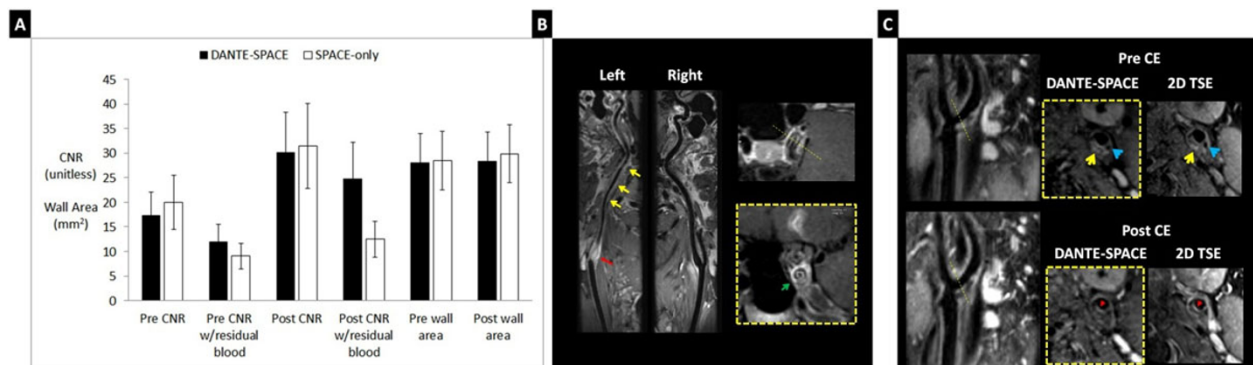 A
DANTE-SPACE SPACE-only
45
40
35
30
25
20
15
10
5
0
CNR
(unitless)
Wall Area
(mm²)
Pre CNR
Pre CNR
w/residual
blood
Post CNR
Post CNR
w/residual
blood
Pre wall
area
Post wall
area
B
Left Right
C
Pre CE
DANTE-SPACE 2D TSE
Post CE
DANTE-SPACE 2D TSE